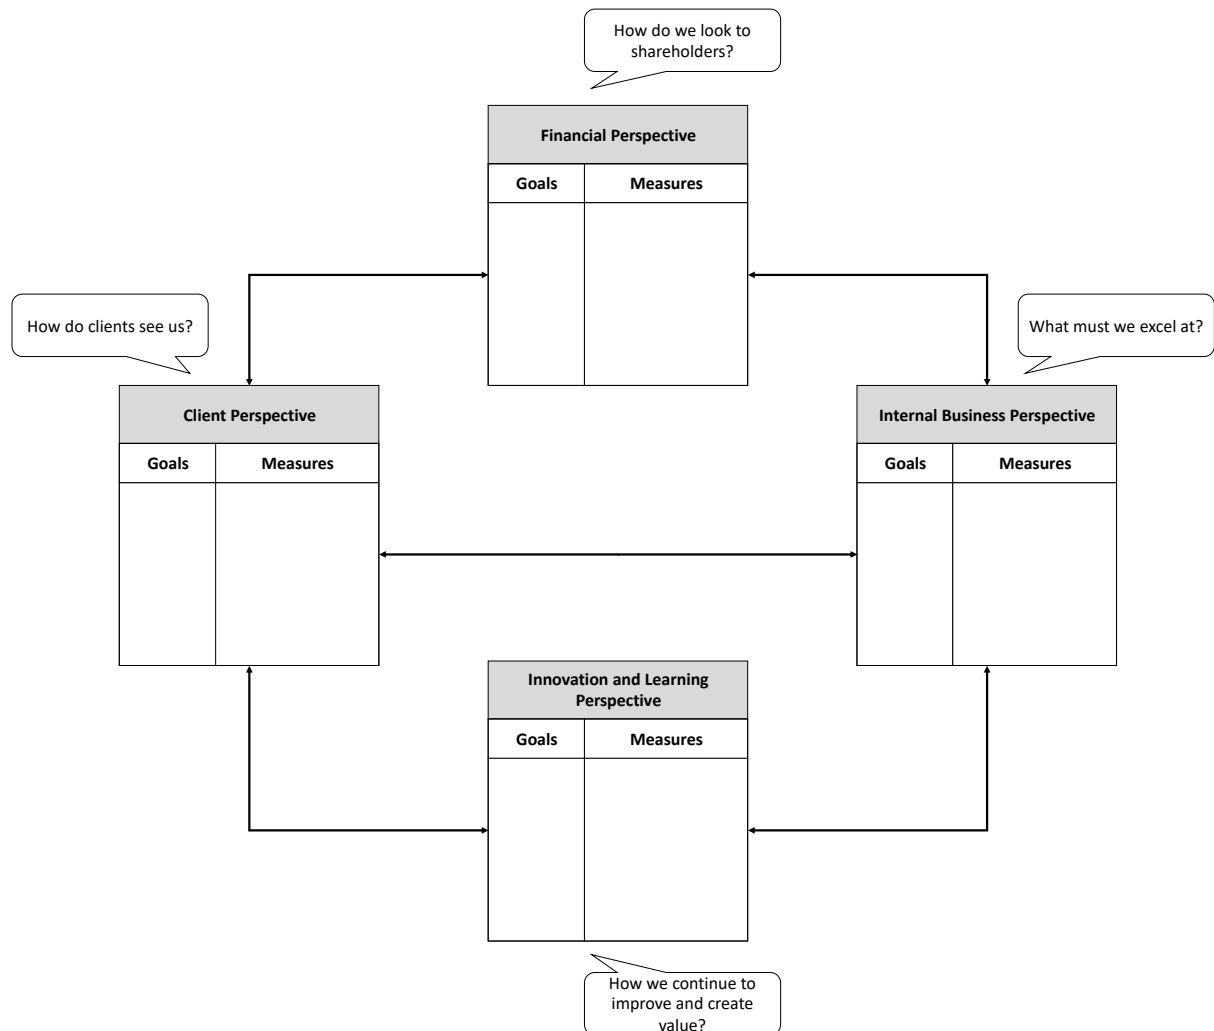 How do we look to
shareholders?
Financial Perspective
Goals Measures
How do clients see us?
What must we excel at?
Client Perspective
Goals Measures
Internal Business Perspective
Goals Measures
Innovation and Learning
Perspective
Goals Measures
How we continue to
improve and create
value?